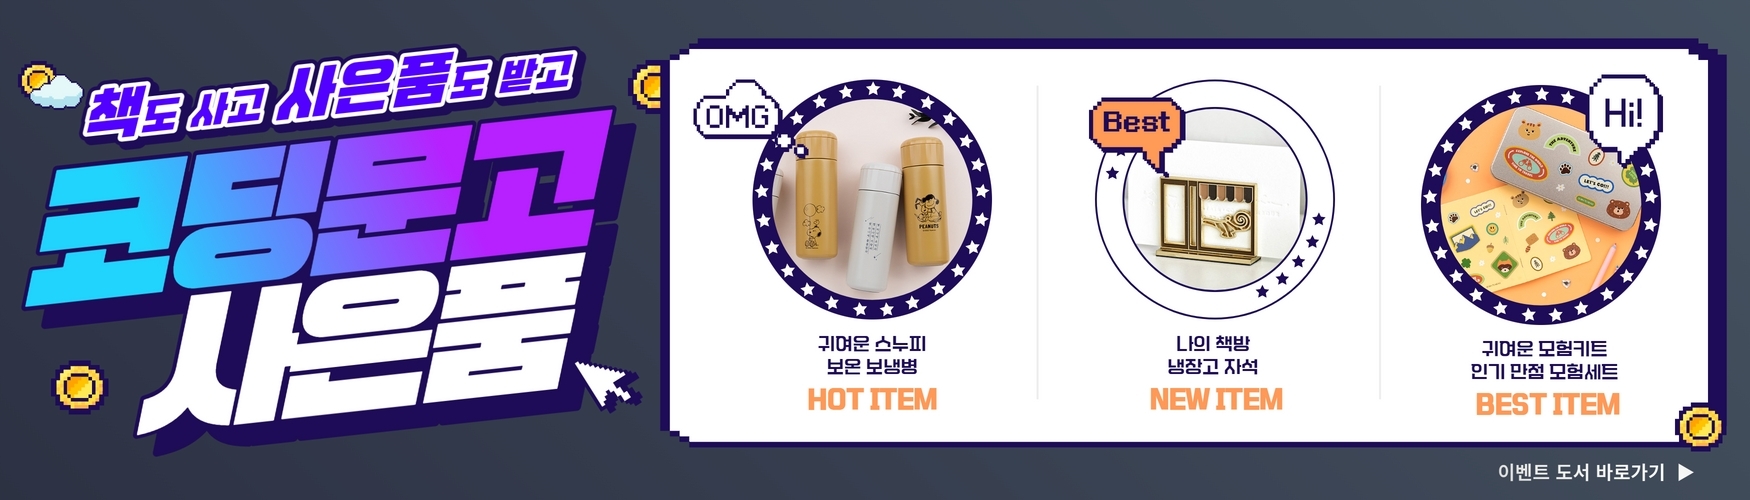 책도 사고 사은품도 받고
코딩문고
사은품
OMG
PEANUTS
귀여운 스누피
보온 보냉병
HOT ITEM
Best
나의 책방
냉장고 자석
NEW ITEM
Hi!
LET'S GO!!!
귀여운 모험키트
인기 만점 모험세트
BEST ITEM
이벤트 도서 바로가기 ▶